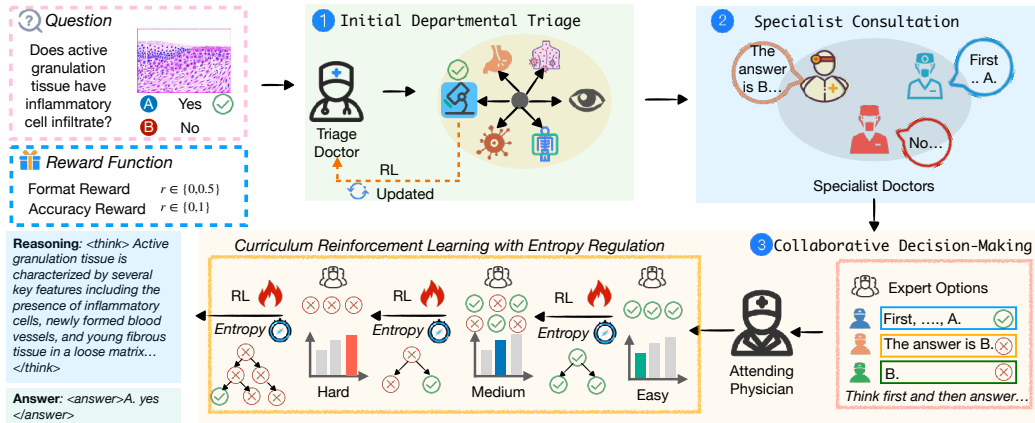 Question
Does active
granulation
tissue have
inflammatory
cell infiltrate?
A Yes
B No
Reward Function
Format Reward r ∈ {0,0.5}
Accuracy Reward r ∈ {0,1}
1 Initial Departmental Triage
Triage
Doctor
RL
Updated
2 Specialist Consultation
The
answer
is B...
First
.. A.
No...
Specialist Doctors
3 Collaborative Decision-Making
Expert Options
First, ...., A.
The answer is B.
B.
Think first and then answer...
Attending
Physician
Curriculum Reinforcement Learning with Entropy Regulation
RL
Entropy
Hard
RL
Entropy
Medium
RL
Entropy
Easy
Reasoning: <think> Active
granulation tissue is
characterized by several
key features including the
presence of inflammatory
cells, newly formed blood
vessels, and young fibrous
tissue in a loose matrix...
</think>
Answer: <answer>A. yes
</answer>